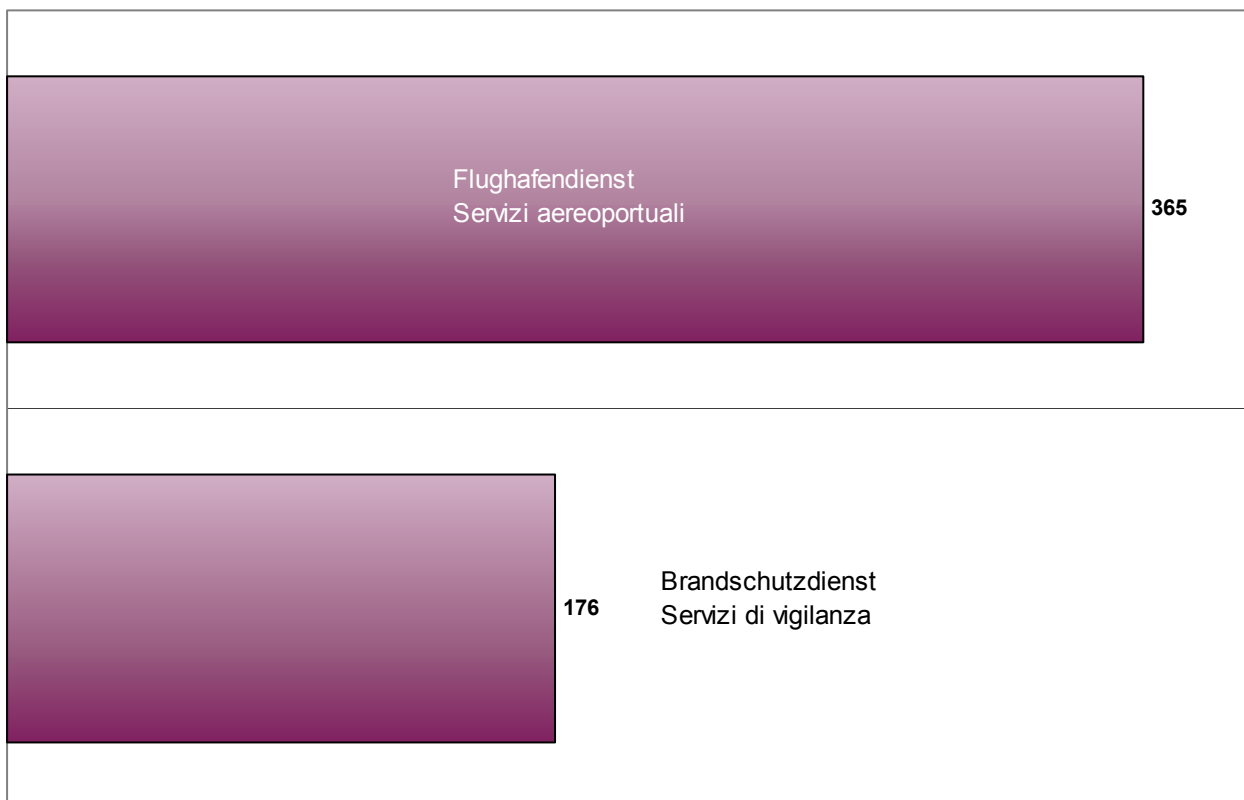 Flughafendienst
Servizi aereoportuali
365
176
Brandschutzdienst
Servizi di vigilanza